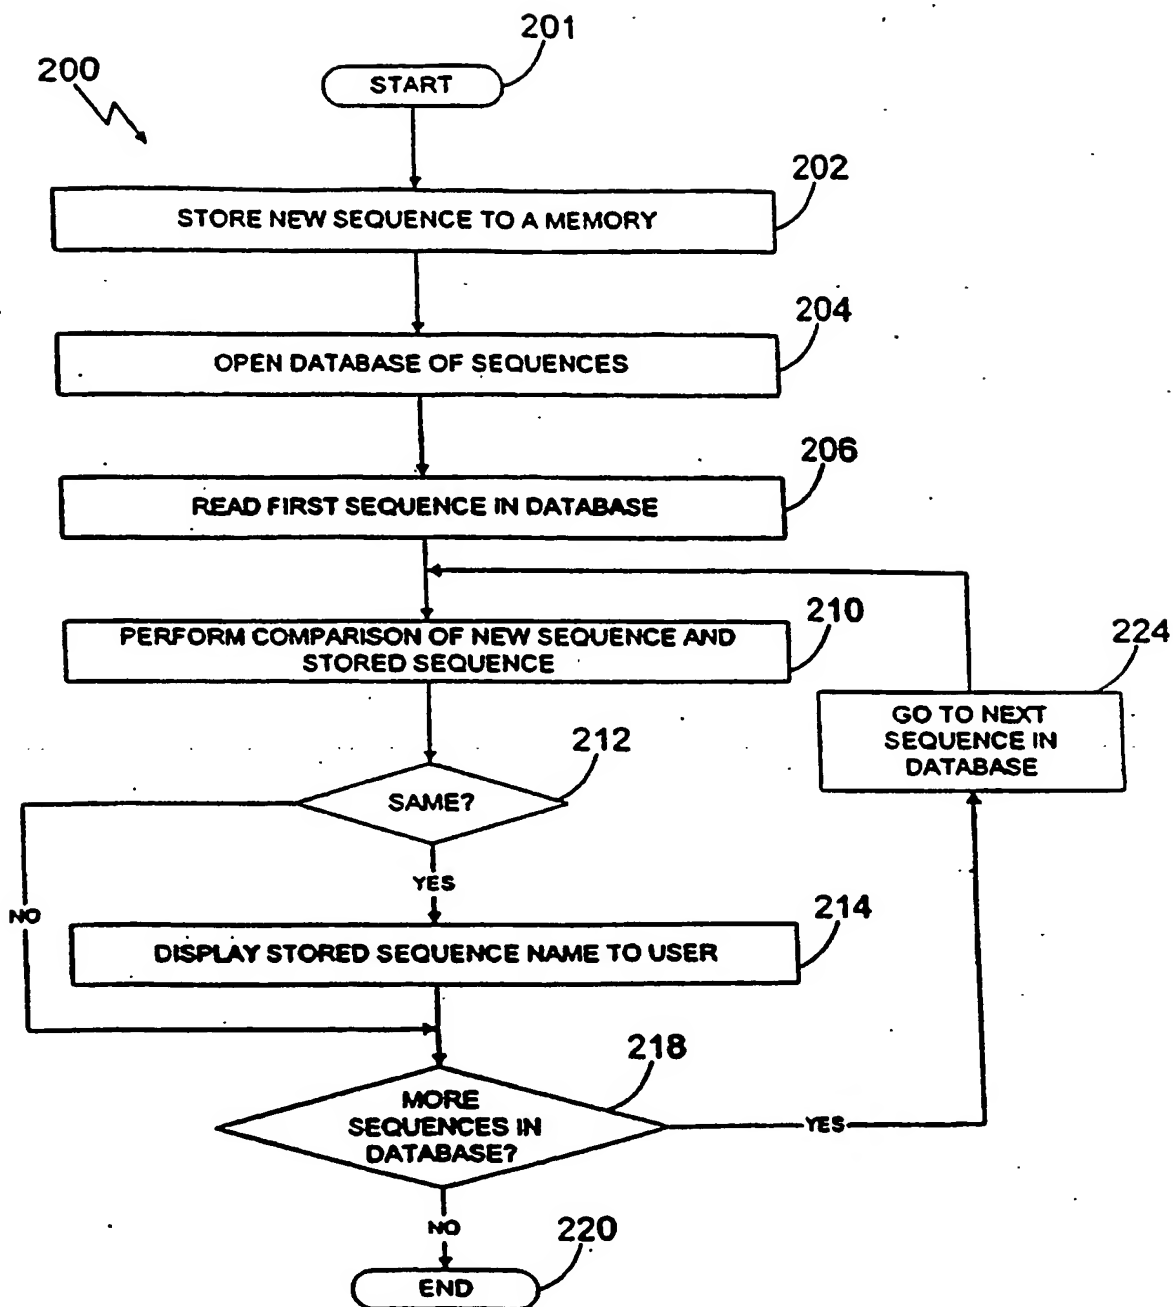 201
200
START
202
STORE NEW SEQUENCE TO A MEMORY
204
OPEN DATABASE OF SEQUENCES
206
READ FIRST SEQUENCE IN DATABASE
210
PERFORM COMPARISON OF NEW SEQUENCE AND
STORED SEQUENCE
224
GO TO NEXT
SEQUENCE IN
DATABASE
212
SAME?
YES
NO
214
DISPLAY STORED SEQUENCE NAME TO USER
218
MORE
SEQUENCES IN
DATABASE?
YES
NO
220
END